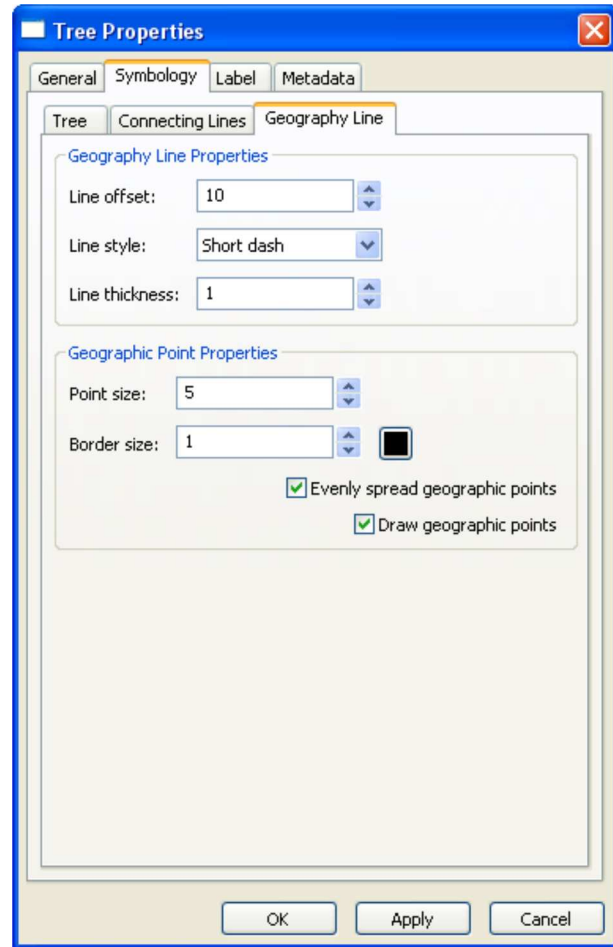 Tree Properties
General Symbology Label Metadata
Tree Connecting Lines Geography Line
Geography Line Properties
Line offset: 10
Line style: Short dash
Line thickness: 1
Geographic Point Properties
Point size: 5
Border size: 1
Evenly spread geographic points
Draw geographic points
OK Apply Cancel